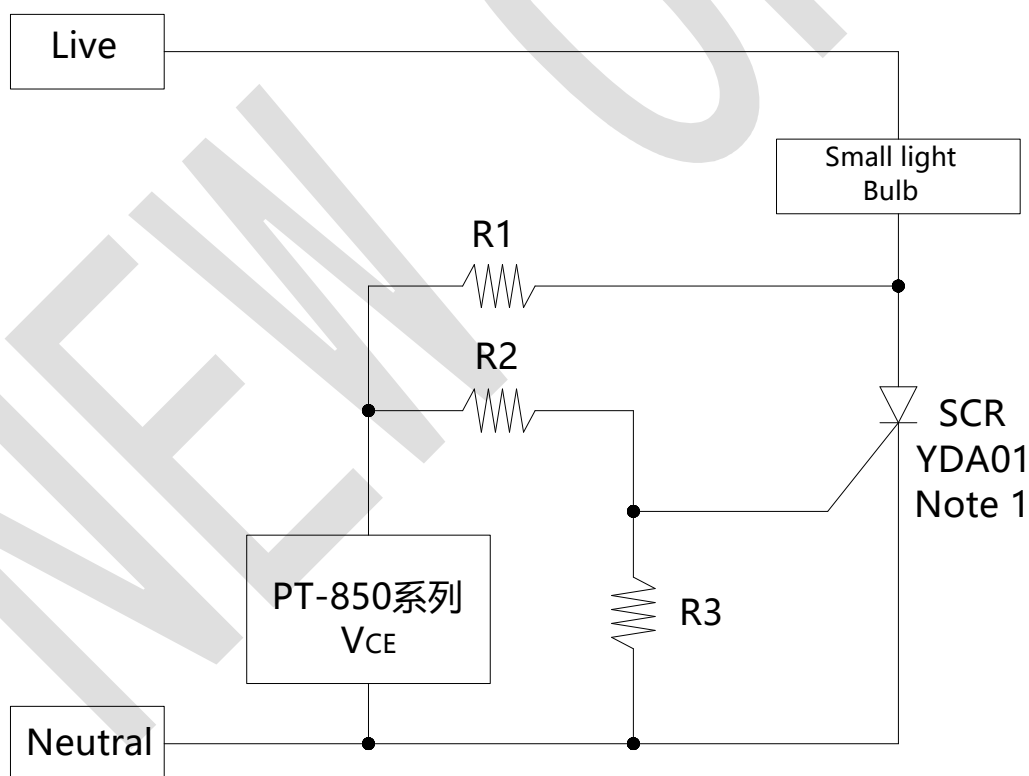 Live
Small light
Bulb
R1
R2
SCR
YDA01
Note 1
PT-850系列
VCE
R3
Neutral
NEW